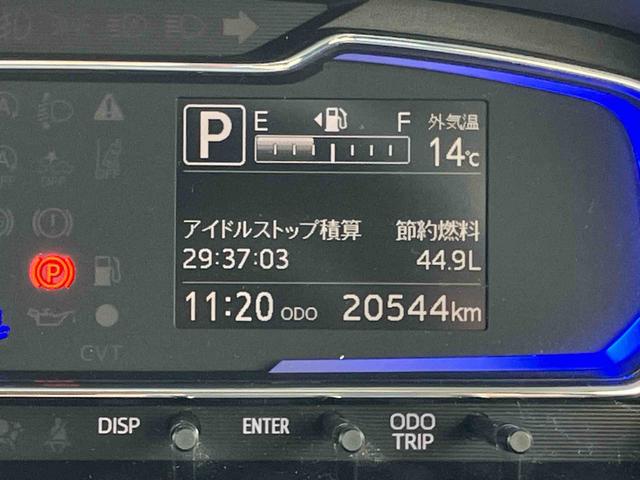 P E F 外気温
14℃
アイドルストップ積算 節約燃料
29:37:03 44.9L
11:20 ODO 20544km
CVT
DISP ENTER ODO TRIP